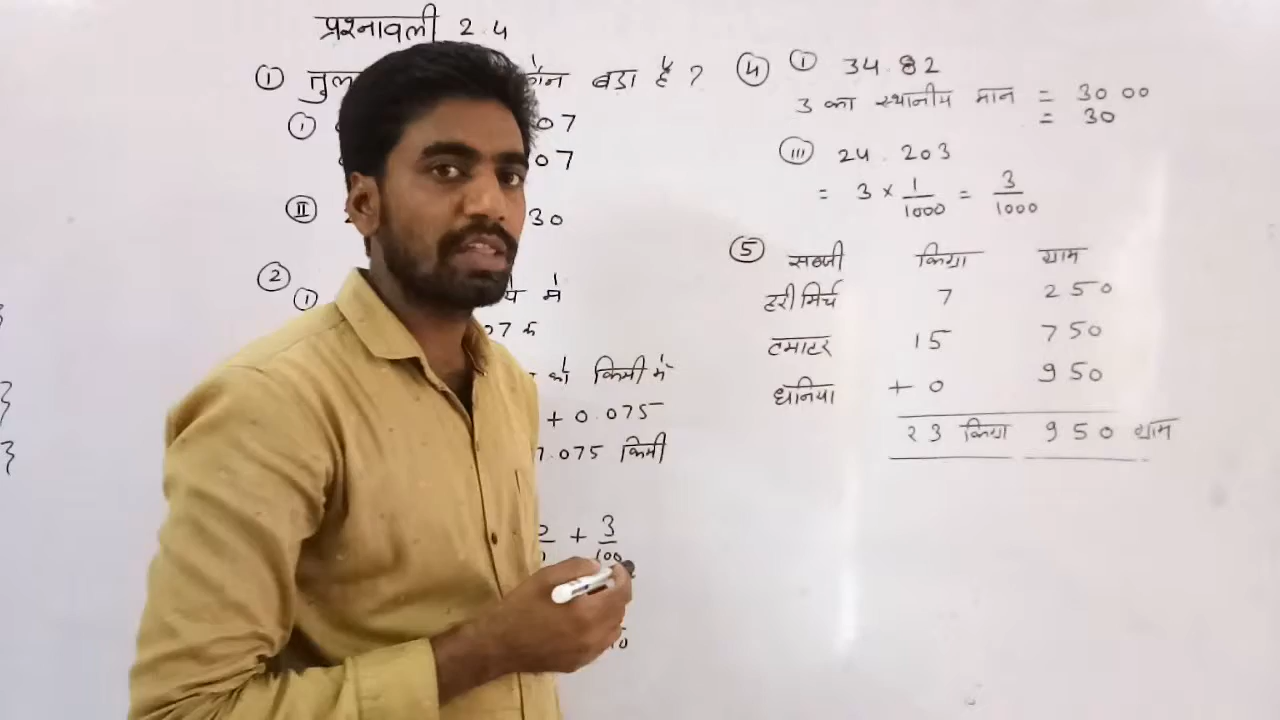 प्रश्नावली 2.4
① तुल ौन बड़ा है ?
① 07
07
② 30
②
① पये में
07 रू
को किमी में
+ 0.075
7.075 किमी
+ 3/100
④ ① 34.82
3 का स्थानीय मान = 30 00
= 30
③ 24.203
= 3 × 1/1000 = 3/1000
⑤ सब्जी किग्रा ग्राम
हरी मिर्च 7 250
टमाटर 15 750
धनिया + 0 950
23 किग्रा 950 ग्राम